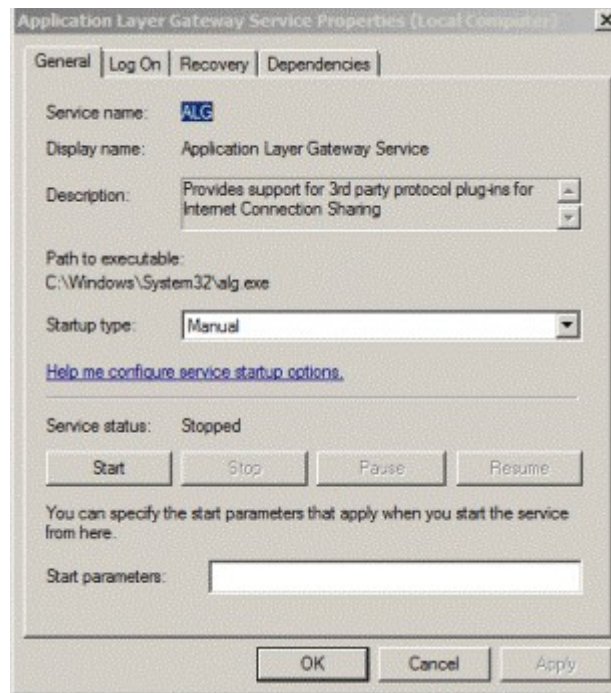 Application Layer Gateway Service Properties (Local Computer)
General Log On Recovery Dependencies
Service name: ALG
Display name: Application Layer Gateway Service
Description: Provides support for 3rd party protocol plug-ins for
Internet Connection Sharing
Path to executable:
C:\Windows\System32\alg.exe
Startup type: Manual
Help me configure service startup options.
Service status: Stopped
Start Stop Pause Resume
You can specify the start parameters that apply when you start the service
from here.
Start parameters:
OK Cancel Apply